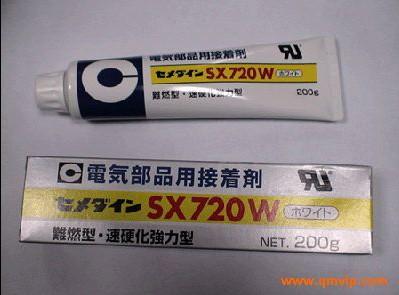 電気部品用接着剤
セメダイン SX720W ホワイト
難燃型・速硬化強力型
200g
電気部品用接着剤
セメダイン SX720W ホワイト
難燃型・速硬化強力型
NET. 200g
www.qmvip.com